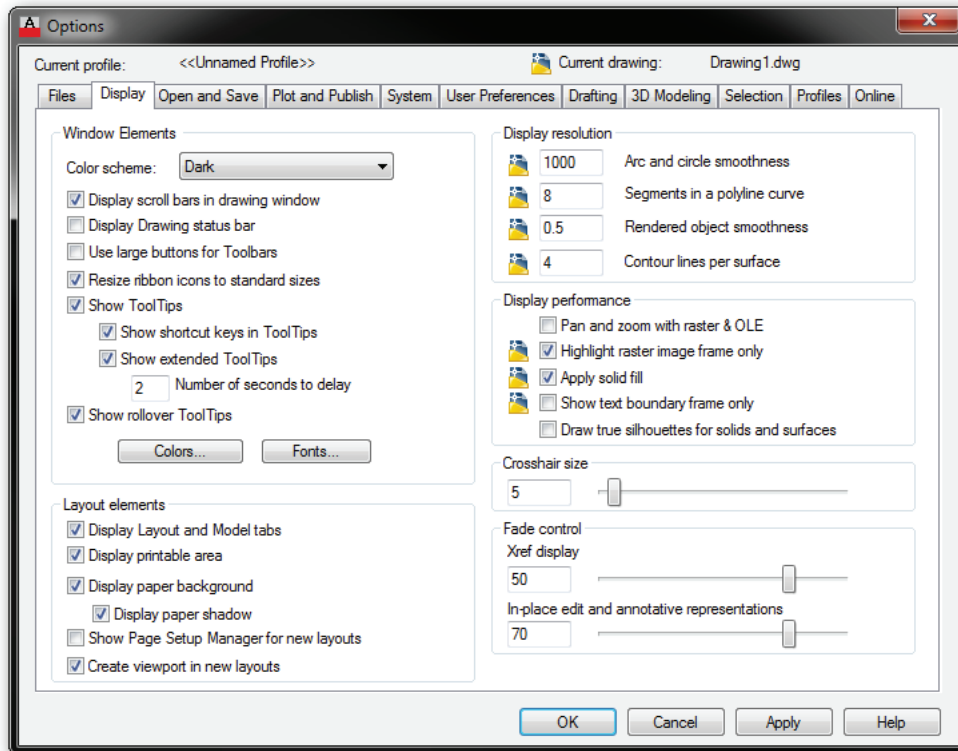 A Options
Current profile: <<Unnamed Profile>> Current drawing: Drawing1.dwg
Files Display Open and Save Plot and Publish System User Preferences Drafting 3D Modeling Selection Profiles Online
Window Elements
Color scheme: Dark
Display scroll bars in drawing window
Display Drawing status bar
Use large buttons for Toolbars
Resize ribbon icons to standard sizes
Show ToolTips
Show shortcut keys in ToolTips
Show extended ToolTips
2 Number of seconds to delay
Show rollover ToolTips
Colors... Fonts...
Layout elements
Display Layout and Model tabs
Display printable area
Display paper background
Display paper shadow
Show Page Setup Manager for new layouts
Create viewport in new layouts
Display resolution
1000 Arc and circle smoothness
8 Segments in a polyline curve
0.5 Rendered object smoothness
4 Contour lines per surface
Display performance
Pan and zoom with raster & OLE
Highlight raster image frame only
Apply solid fill
Show text boundary frame only
Draw true silhouettes for solids and surfaces
Crosshair size
5
Fade control
Xref display
50
In-place edit and annotative representations
70
OK Cancel Apply Help